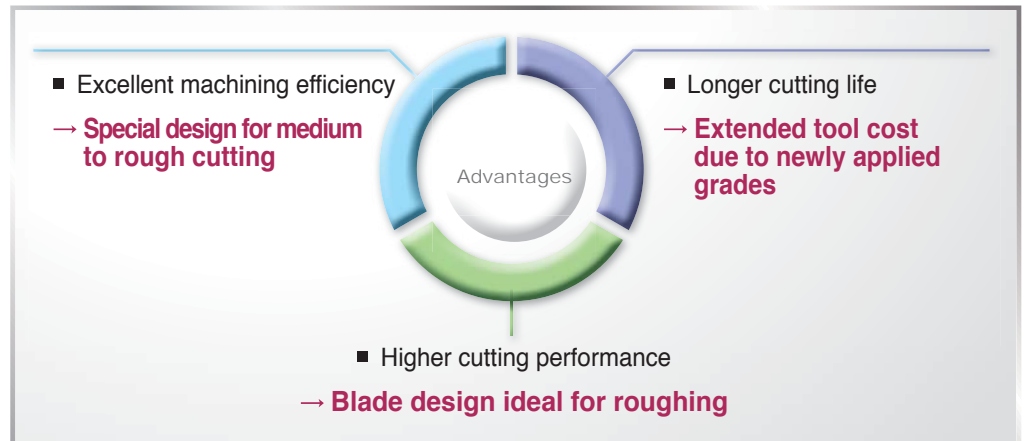 ■ Excellent machining efficiency
→ Special design for medium
to rough cutting
■ Longer cutting life
→ Extended tool cost
due to newly applied
grades
Advantages
■ Higher cutting performance
→ Blade design ideal for roughing